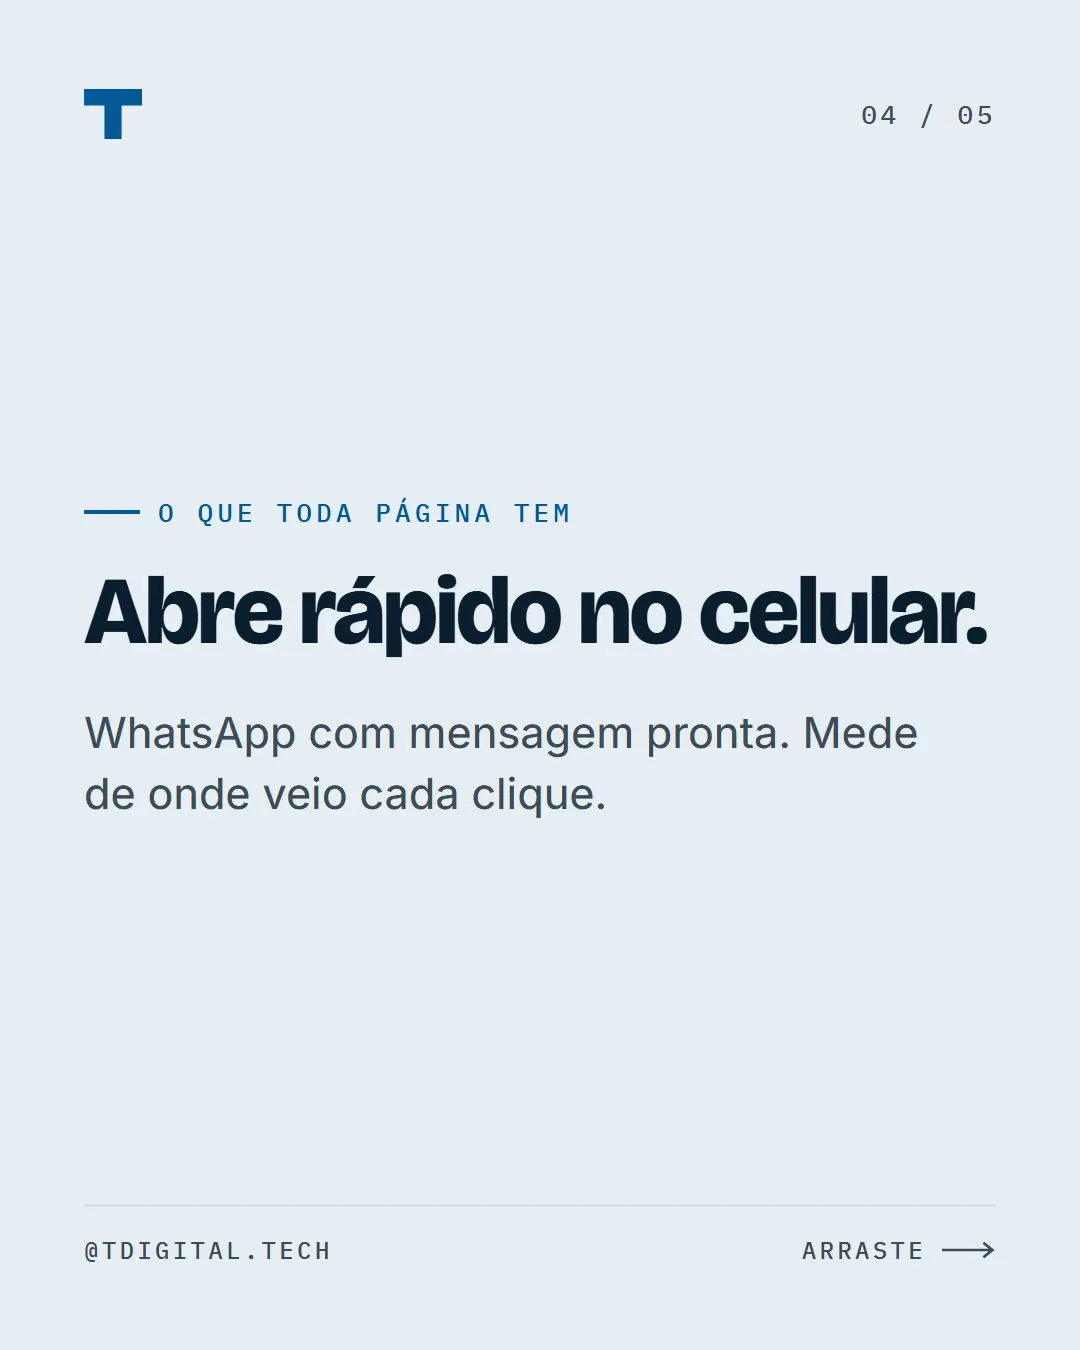 T
04 / 05
O QUE TODA PÁGINA TEM
Abre rápido no celular.
WhatsApp com mensagem pronta. Mede
de onde veio cada clique.
@TDIGITAL.TECH
ARRASTE